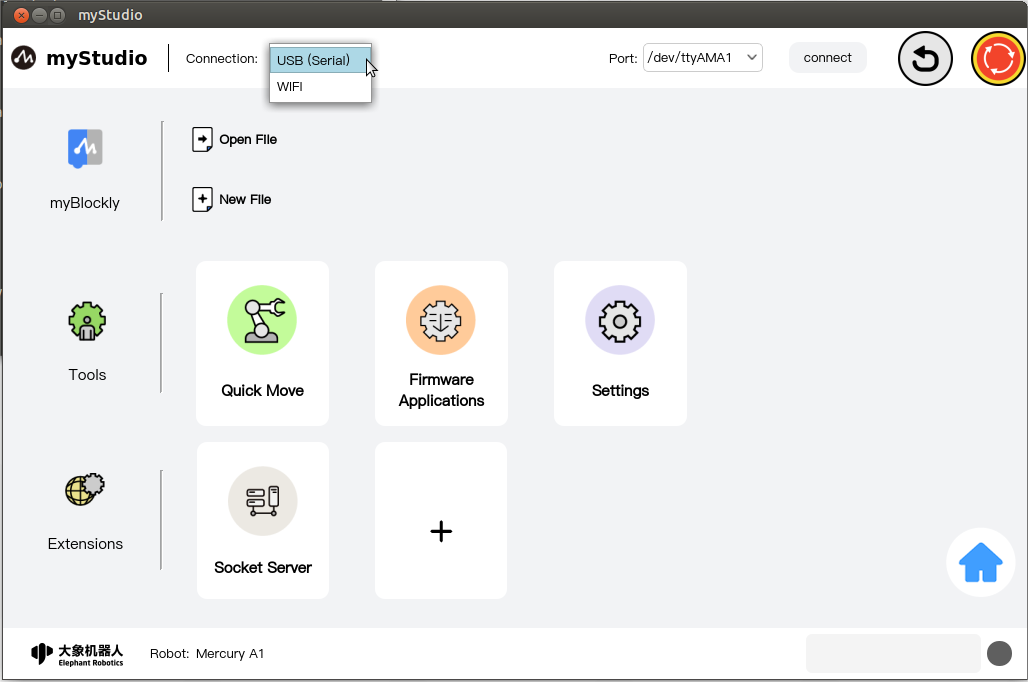 myStudio
myStudio
Connection:
USB (Serial)
WIFI
Port:
/dev/ttyAMA1
connect
myBlockly
Open File
New File
Tools
Quick Move
Firmware
Applications
Settings
Extensions
Socket Server
大象机器人
Elephant Robotics
Robot: Mercury A1